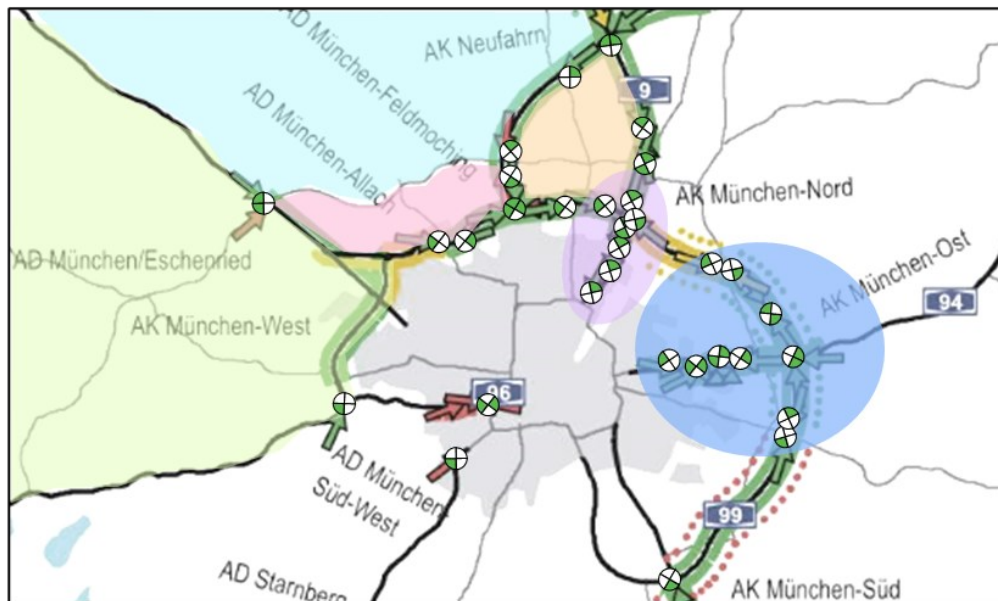 AK Neufahrn
AD München-Feldmoching
AD München-Allach
9
AK München-Nord
AD München/Eschenried
AK München-West
AK München-Ost
94
96
AD München
Süd-West
99
AD Starnberg
AK München-Süd